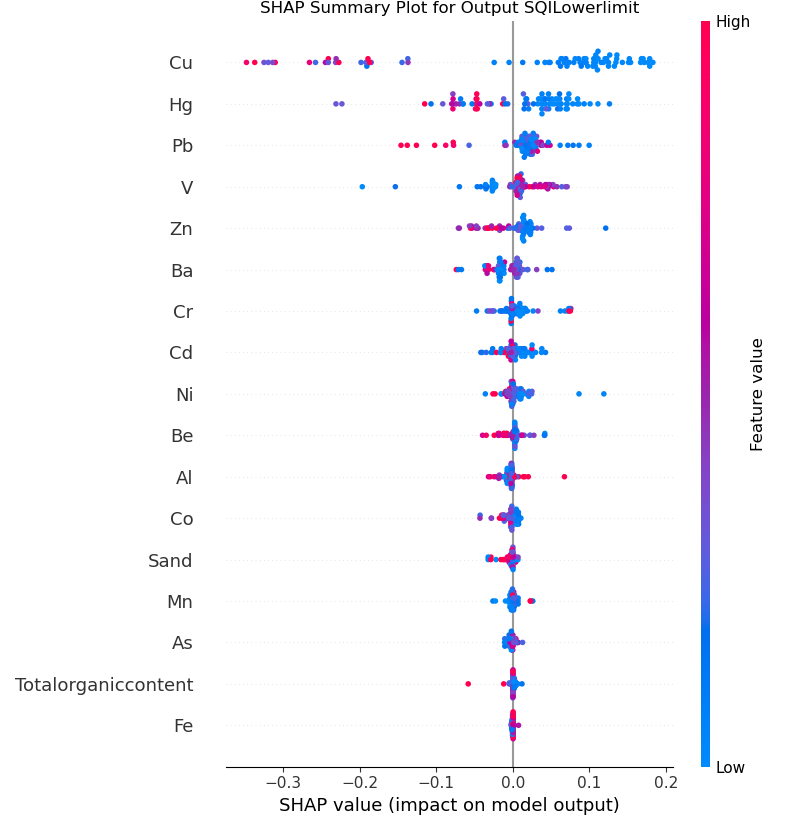 SHAP Summary Plot for Output SQILowerlimit
High
Cu
Hg
Pb
V
Zn
Ba
Cr
Cd
Ni
Be
Al
Co
Sand
Mn
As
Totalorganiccontent
Fe
Feature value
Low
−0.3 −0.2 −0.1 0.0 0.1 0.2
SHAP value (impact on model output)